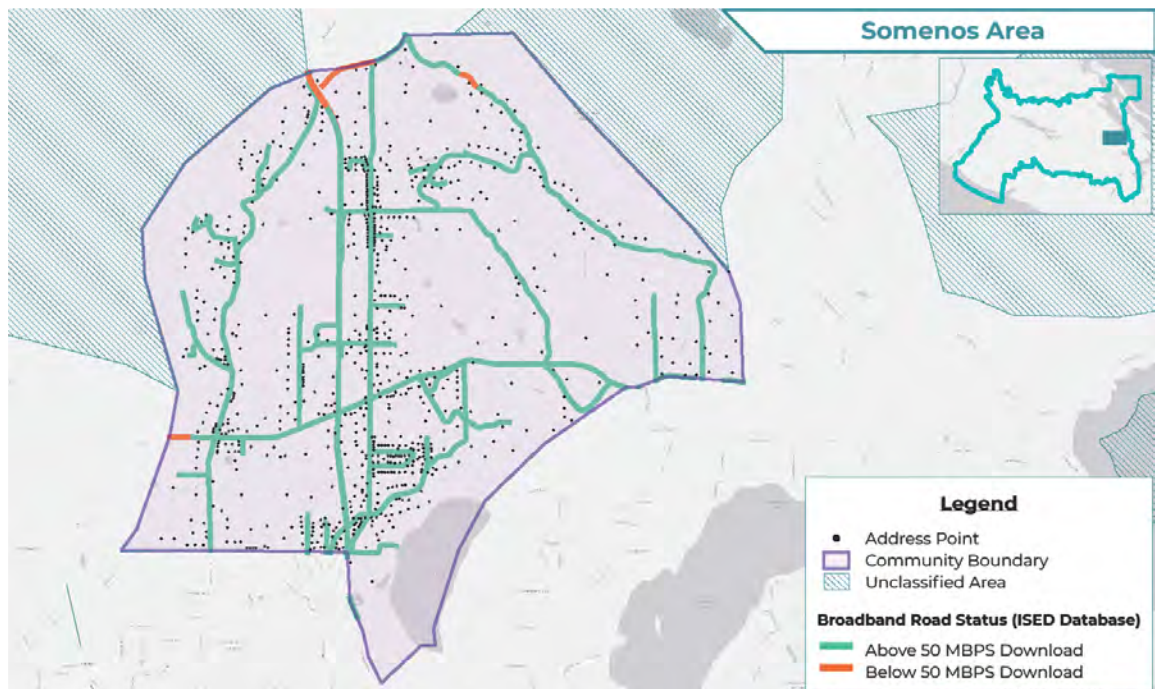 Somenos Area
Legend
Address Point
Community Boundary
Unclassified Area
Broadband Road Status (ISED Database)
Above 50 MBPS Download
Below 50 MBPS Download